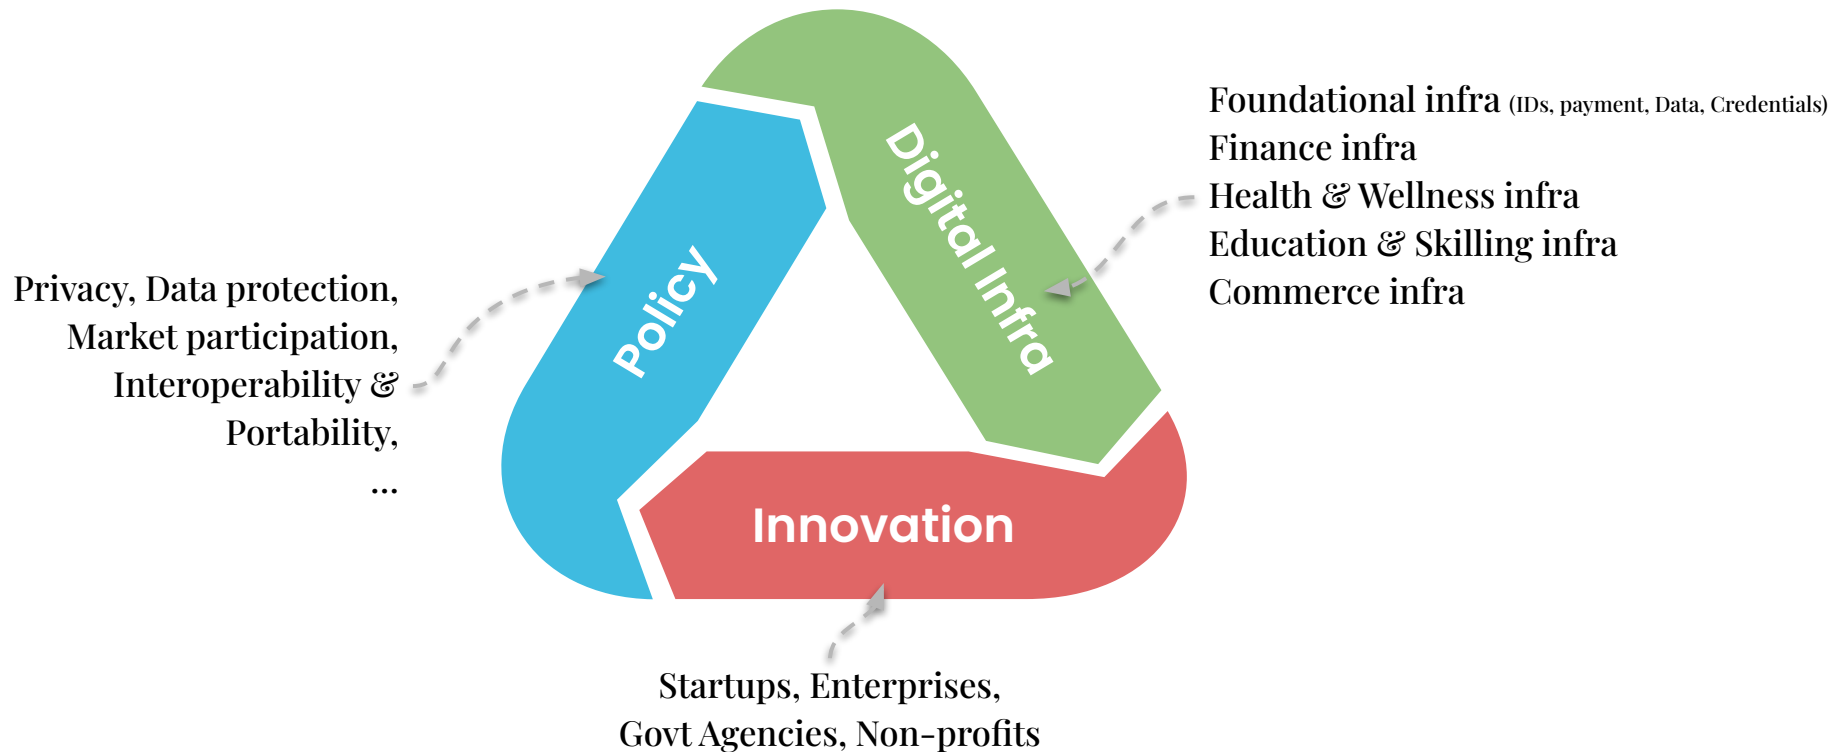 Digital Infra
Foundational infra (IDs, payment, Data, Credentials)
Finance infra
Health & Wellness infra
Education & Skilling infra
Commerce infra
Policy
Privacy, Data protection,
Market participation,
Interoperability &
Portability,
...
Innovation
Startups, Enterprises,
Govt Agencies, Non-profits